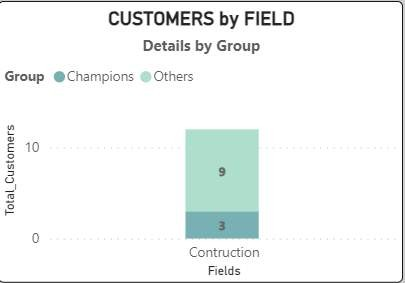 CUSTOMERS by FIELD
Details by Group
Group Champions Others
Total_Customers
10
9
3
0
Contruction
Fields